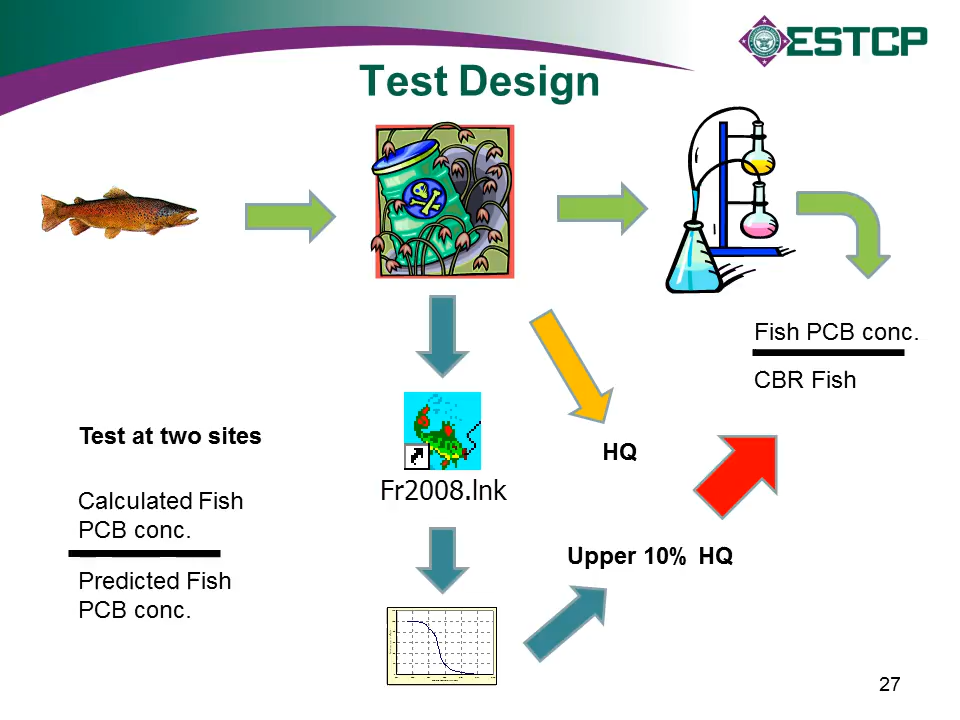 ESTCP
Test Design
Fish PCB conc.
CBR Fish
Test at two sites
HQ
Calculated Fish
PCB conc.
Fr2008.lnk
Upper 10% HQ
Predicted Fish
PCB conc.
27